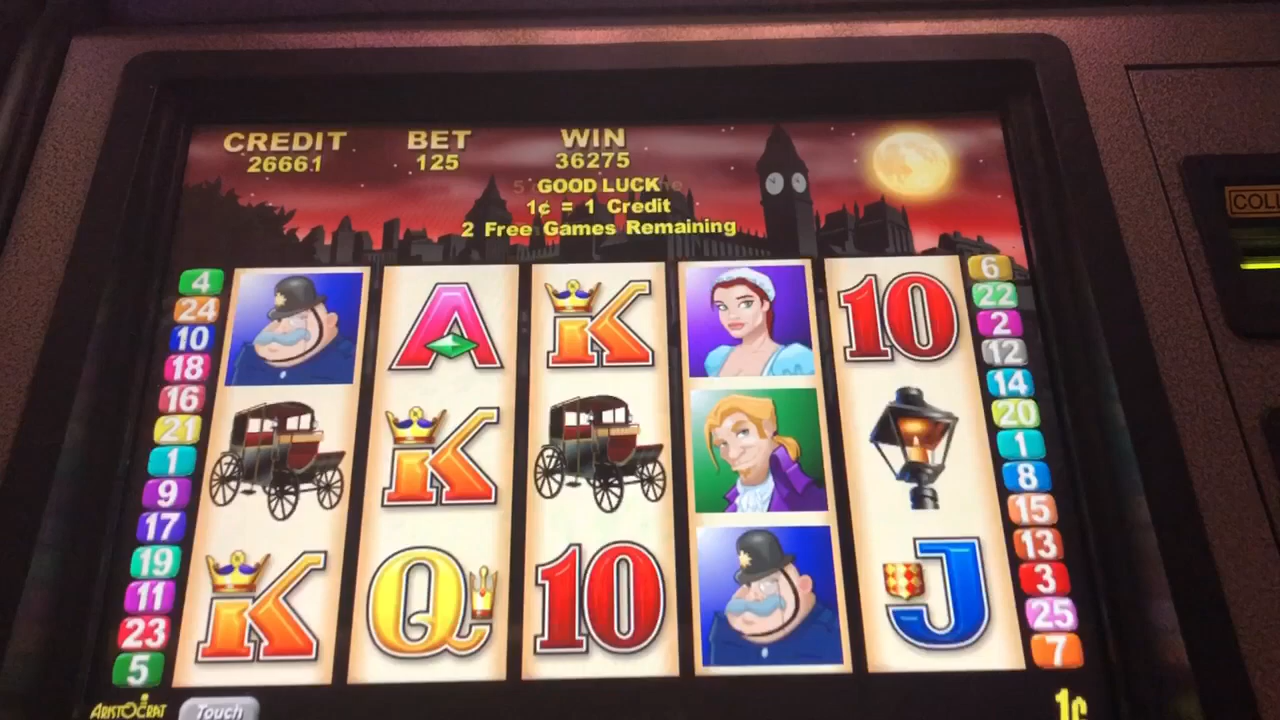 CREDIT BET WIN
26661 125 36275
GOOD LUCK
1¢ = 1 Credit
2 Free Games Remaining
4
24
10
18
16
21
1
9
17
19
11
23
5
A K 10
K
K Q 10 J
6
22
2
12
14
20
1
8
15
13
3
25
7
COLL
ARISTOCRAT
Touch
1¢